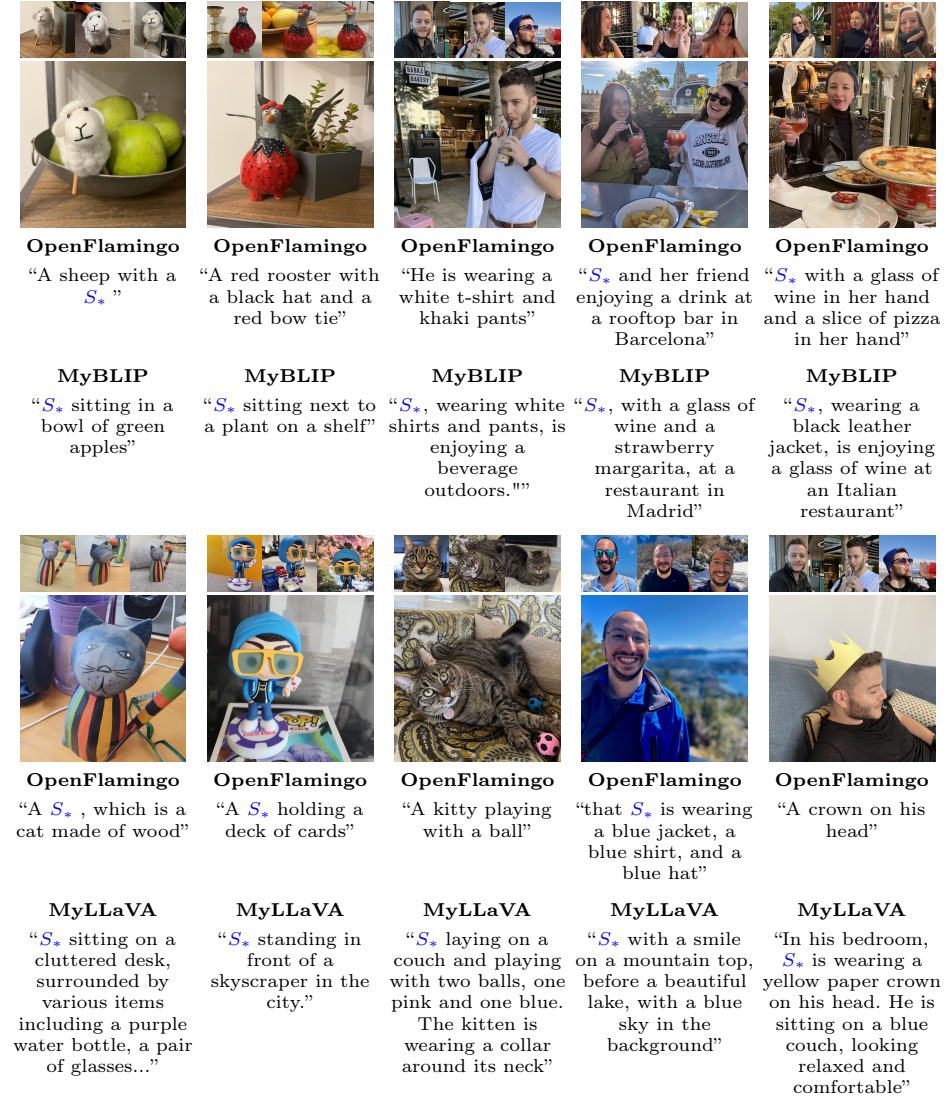 BARKA
BAKERY
ANGELS
LOS ANGELES
OpenFlamingo
“A sheep with a
S* ”
OpenFlamingo
“A red rooster with
a black hat and a
red bow tie”
OpenFlamingo
“He is wearing a
white t-shirt and
khaki pants”
OpenFlamingo
“S* and her friend
enjoying a drink at
a rooftop bar in
Barcelona”
OpenFlamingo
“S* with a glass of
wine in her hand
and a slice of pizza
in her hand”
MyBLIP
“S* sitting in a
bowl of green
apples”
MyBLIP
“S* sitting next to
a plant on a shelf”
MyBLIP
“S*, wearing white
shirts and pants, is
enjoying a
beverage
outdoors."”
MyBLIP
“S*, with a glass of
wine and a
strawberry
margarita, at a
restaurant in
Madrid”
MyBLIP
“S*, wearing a
black leather
jacket, is enjoying
a glass of wine at
an Italian
restaurant”
POP!
OpenFlamingo
“A S* , which is a
cat made of wood”
OpenFlamingo
“A S* holding a
deck of cards”
OpenFlamingo
“A kitty playing
with a ball”
OpenFlamingo
“that S* is wearing
a blue jacket, a
blue shirt, and a
blue hat”
OpenFlamingo
“A crown on his
head”
MyLLaVA
“S* sitting on a
cluttered desk,
surrounded by
various items
including a purple
water bottle, a pair
of glasses...”
MyLLaVA
“S* standing in
front of a
skyscraper in the
city.”
MyLLaVA
“S* laying on a
couch and playing
with two balls, one
pink and one blue.
The kitten is
wearing a collar
around its neck”
MyLLaVA
“S* with a smile
on a mountain top,
before a beautiful
lake, with a blue
sky in the
background”
MyLLaVA
“In his bedroom,
S* is wearing a
yellow paper crown
on his head. He is
sitting on a blue
couch, looking
relaxed and
comfortable”